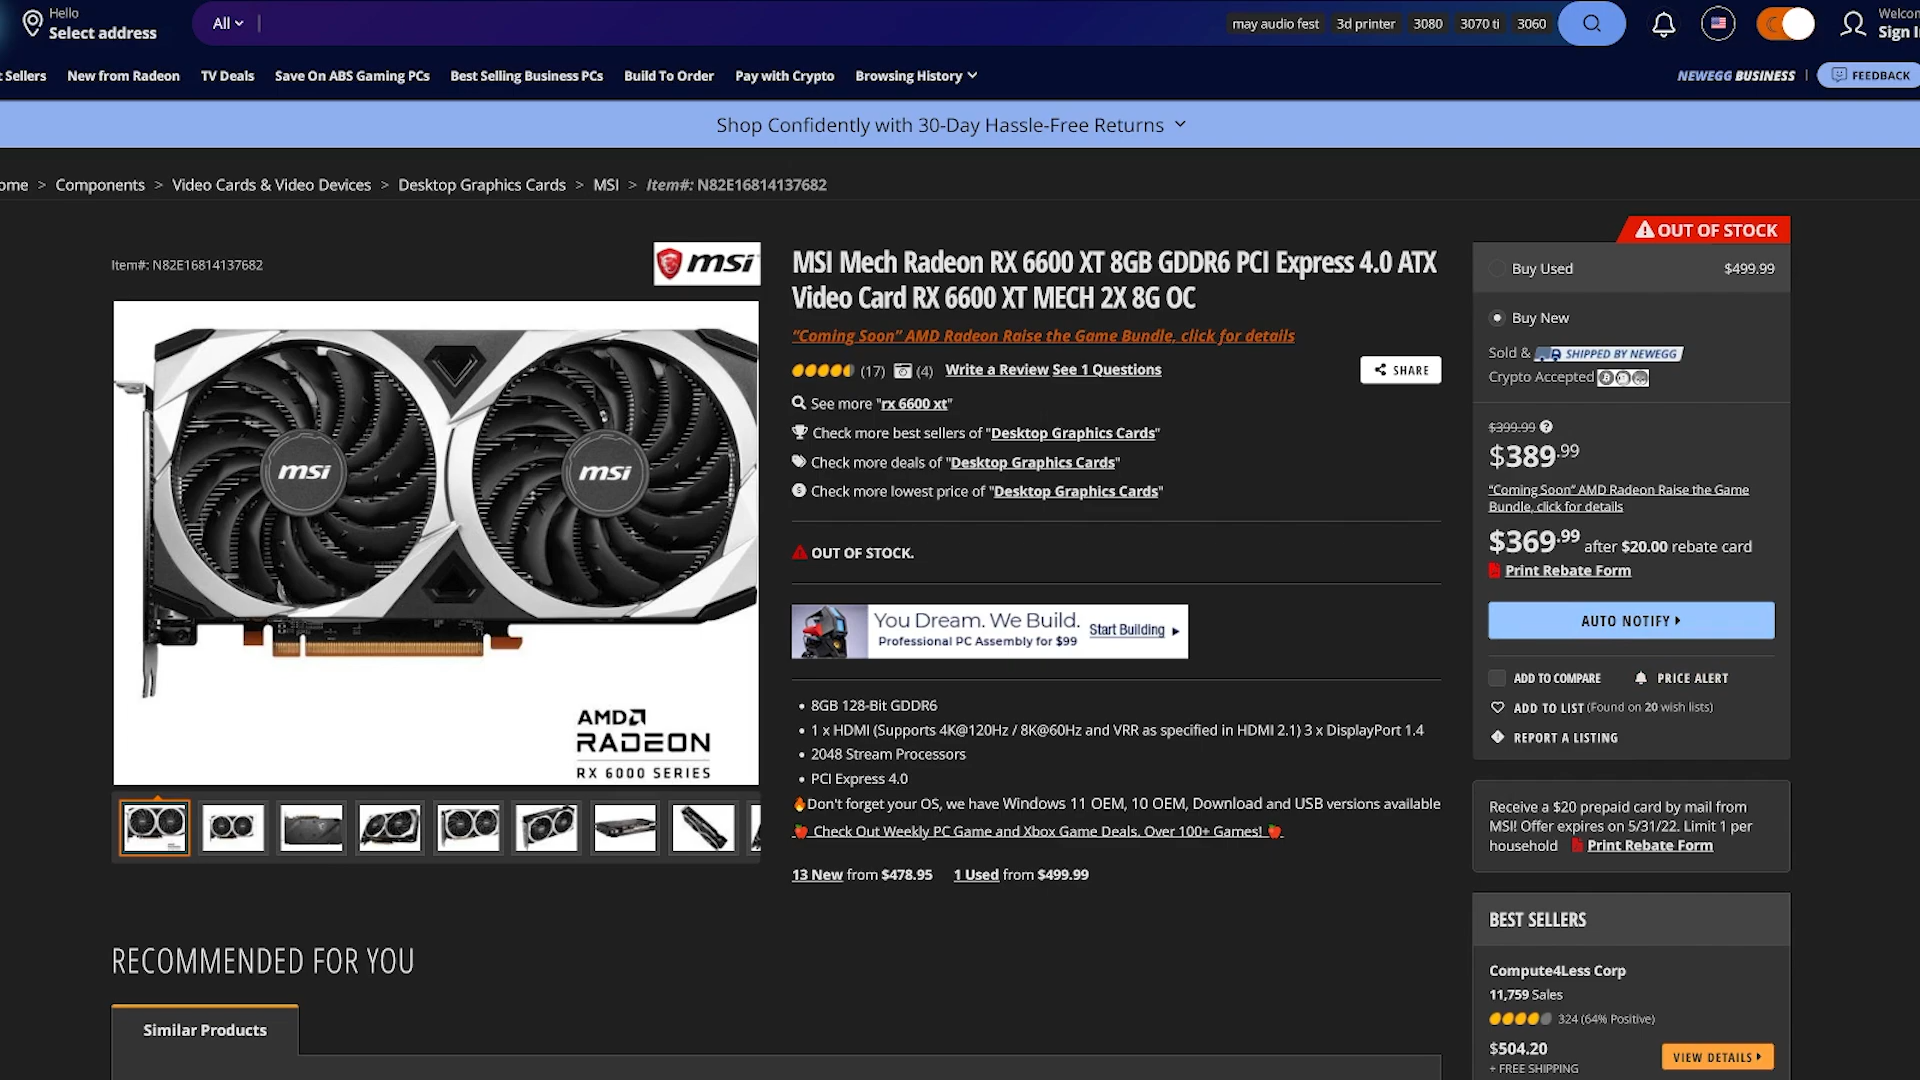 Hello
Select address
All
may audio fest
3d printer
3080
3070 ti
3060
Sellers
New from Radeon
TV Deals
Save On ABS Gaming PCs
Best Selling Business PCs
Build To Order
Pay with Crypto
Browsing History
NEWEGG BUSINESS
FEEDBACK
Shop Confidently with 30-Day Hassle-Free Returns
ome > Components > Video Cards & Video Devices > Desktop Graphics Cards > MSI > Item#: N82E16814137682
Item#: N82E16814137682
msi
msi
msi
AMD
RADEON
RX 6000 SERIES
MSI Mech Radeon RX 6600 XT 8GB GDDR6 PCI Express 4.0 ATX
Video Card RX 6600 XT MECH 2X 8G OC
“Coming Soon” AMD Radeon Raise the Game Bundle, click for details
(17) (4) Write a Review See 1 Questions
SHARE
See more "rx 6600 xt"
Check more best sellers of "Desktop Graphics Cards"
Check more deals of "Desktop Graphics Cards"
Check more lowest price of "Desktop Graphics Cards"
OUT OF STOCK.
You Dream. We Build.
Professional PC Assembly for $99
Start Building
• 8GB 128-Bit GDDR6
• 1 x HDMI (Supports 4K@120Hz / 8K@60Hz and VRR as specified in HDMI 2.1) 3 x DisplayPort 1.4
• 2048 Stream Processors
• PCI Express 4.0
Don't forget your OS, we have Windows 11 OEM, 10 OEM, Download and USB versions available
Check Out Weekly PC Game and Xbox Game Deals. Over 100+ Games!
13 New from $478.95 1 Used from $499.99
RECOMMENDED FOR YOU
Similar Products
OUT OF STOCK
Buy Used $499.99
Buy New
Sold & SHIPPED BY NEWEGG
Crypto Accepted
$399.99
$389.99
“Coming Soon” AMD Radeon Raise the Game
Bundle, click for details
$369.99 after $20.00 rebate card
Print Rebate Form
AUTO NOTIFY
ADD TO COMPARE
PRICE ALERT
ADD TO LIST (Found on 20 wish lists)
REPORT A LISTING
Receive a $20 prepaid card by mail from
MSI! Offer expires on 5/31/22. Limit 1 per
household Print Rebate Form
BEST SELLERS
Compute4Less Corp
11,759 Sales
324 (64% Positive)
$504.20
+ FREE SHIPPING
VIEW DETAILS